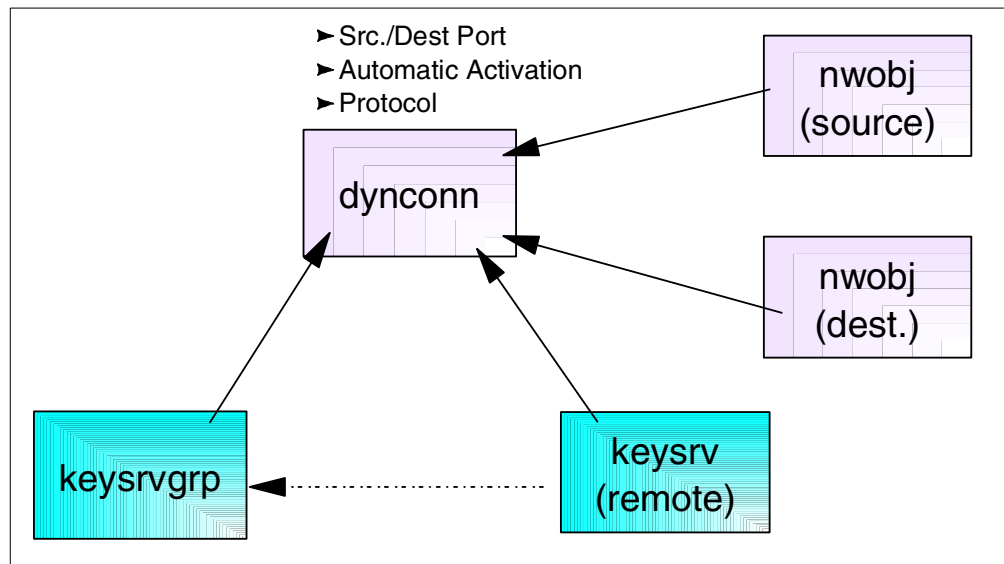 ➢ Src./Dest Port
➢ Automatic Activation
➢ Protocol
dynconn
nwobj
(source)
nwobj
(dest.)
keysrvgrp
keysrv
(remote)